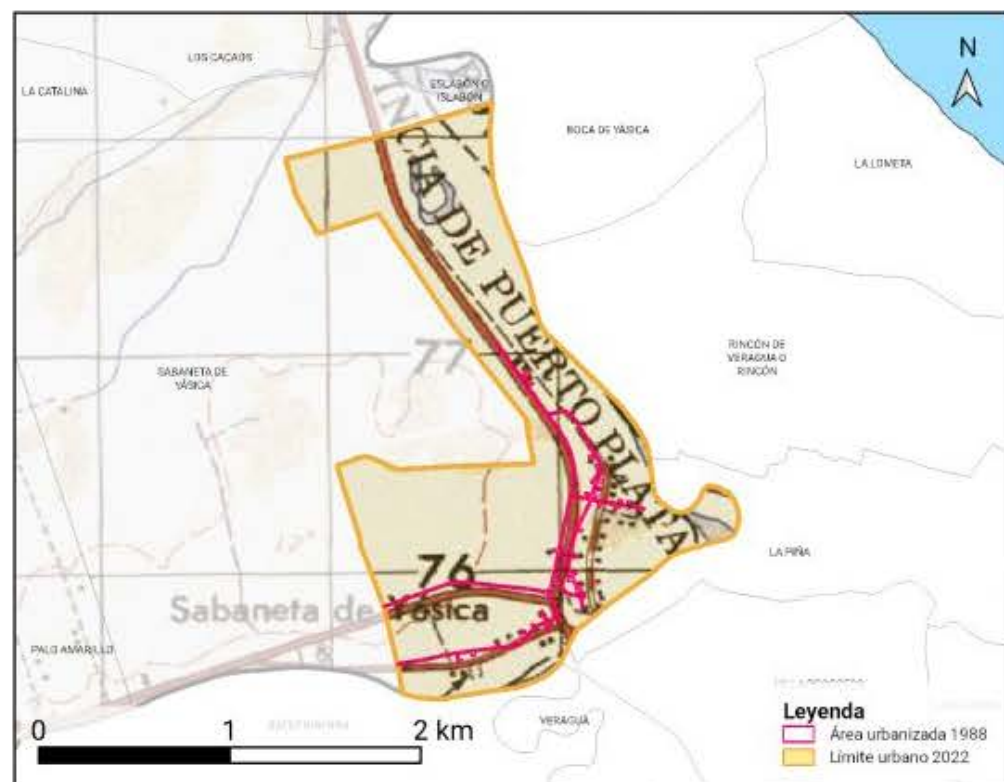 LOS CACAOS
LA CATALINA
ESLABÓN O
ISLABÓN
BOCA DE YÁSICA
LA LOMETA
N
CIA DE PUERTO PLATA
77
SABANETA DE
YÁSICA
RINCÓN DE
VERAGUA O
RINCÓN
LA PIÑA
76
Sabaneta de Yásica
PALO AMARILLO
VERAGUA
0 1 2 km
Leyenda
Área urbanizada 1988
Límite urbano 2022